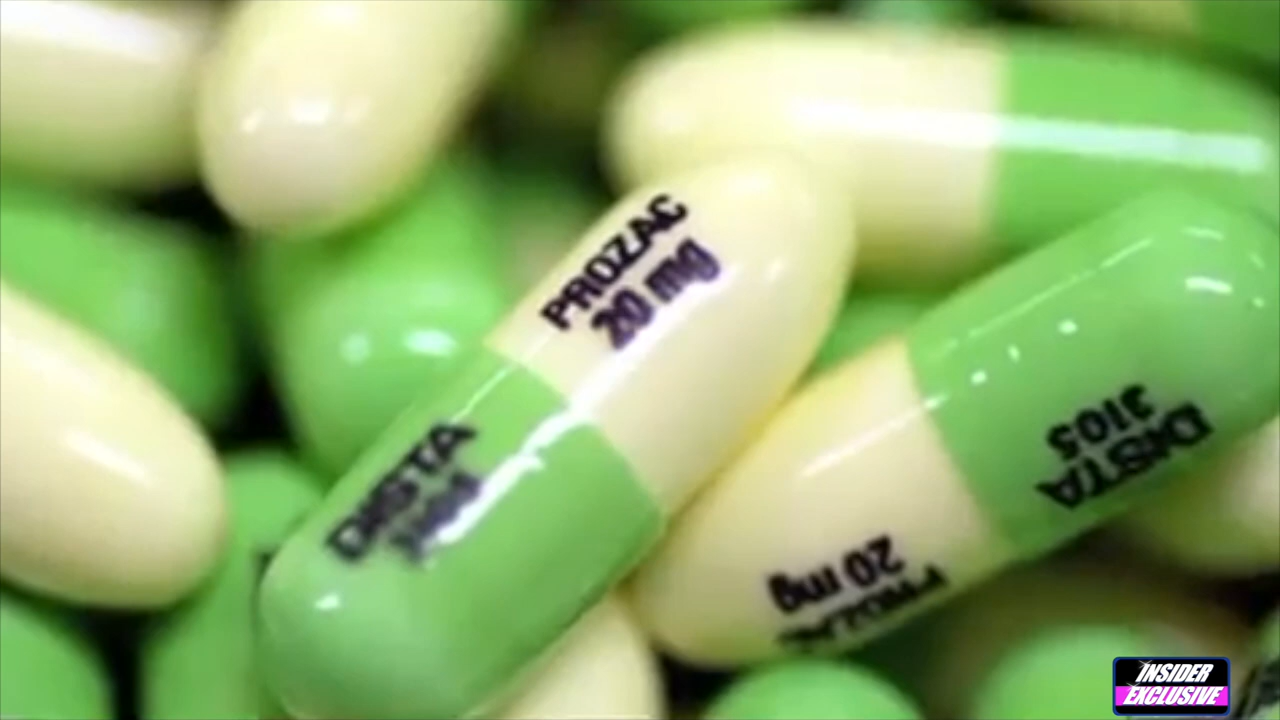 PROZAC
20 mg
DISTA
DISTA
3105
PROZAC
20 mg
INSIDER
EXCLUSIVE